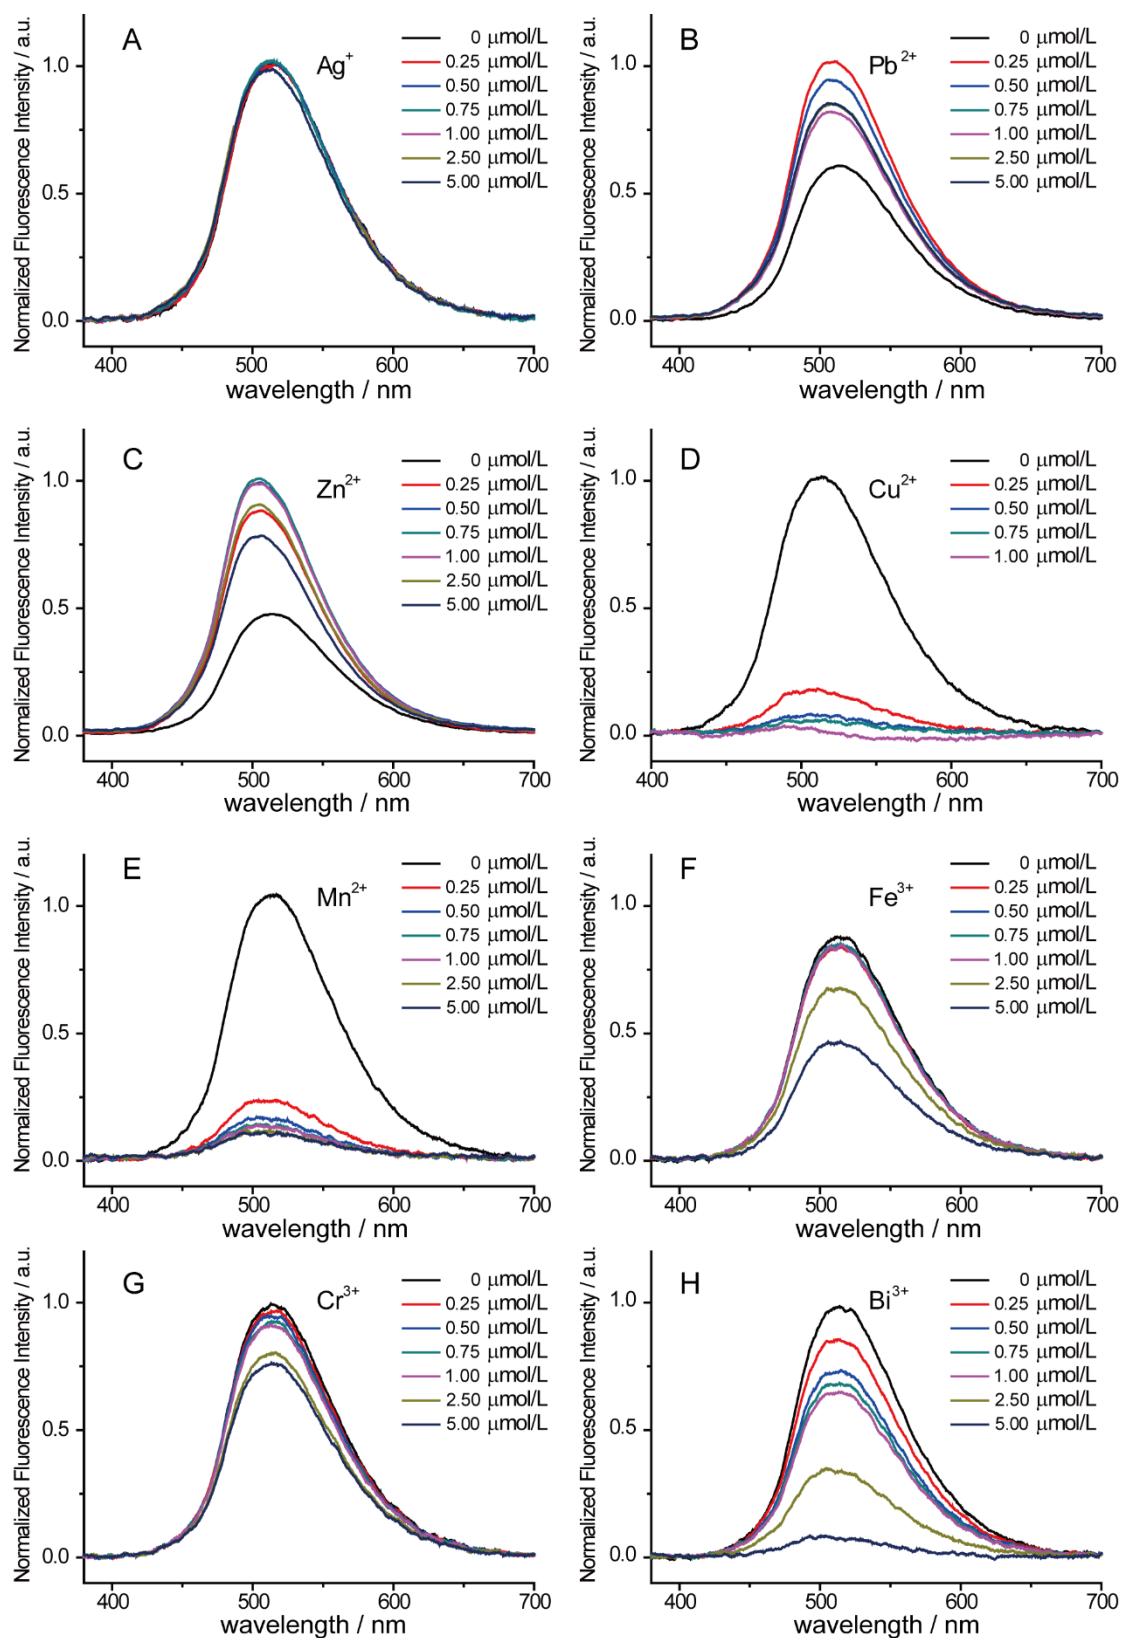 A
Ag+
0 μmol/L
0.25 μmol/L
0.50 μmol/L
0.75 μmol/L
1.00 μmol/L
2.50 μmol/L
5.00 μmol/L
Normalized Fluorescence Intensity / a.u.
1.0
0.5
0.0
400 500 600 700
wavelength / nm
B
Pb2+
0 μmol/L
0.25 μmol/L
0.50 μmol/L
0.75 μmol/L
1.00 μmol/L
2.50 μmol/L
5.00 μmol/L
Normalized Fluorescence Intensity / a.u.
1.0
0.5
0.0
400 500 600 700
wavelength / nm
C
Zn2+
0 μmol/L
0.25 μmol/L
0.50 μmol/L
0.75 μmol/L
1.00 μmol/L
2.50 μmol/L
5.00 μmol/L
Normalized Fluorescence Intensity / a.u.
1.0
0.5
0.0
400 500 600 700
wavelength / nm
D
Cu2+
0 μmol/L
0.25 μmol/L
0.50 μmol/L
0.75 μmol/L
1.00 μmol/L
Normalized Fluorescence Intensity / a.u.
1.0
0.5
0.0
400 500 600 700
wavelength / nm
E
Mn2+
0 μmol/L
0.25 μmol/L
0.50 μmol/L
0.75 μmol/L
1.00 μmol/L
2.50 μmol/L
5.00 μmol/L
Normalized Fluorescence Intensity / a.u.
1.0
0.5
0.0
400 500 600 700
wavelength / nm
F
Fe3+
0 μmol/L
0.25 μmol/L
0.50 μmol/L
0.75 μmol/L
1.00 μmol/L
2.50 μmol/L
5.00 μmol/L
Normalized Fluorescence Intensity / a.u.
1.0
0.5
0.0
400 500 600 700
wavelength / nm
G
Cr3+
0 μmol/L
0.25 μmol/L
0.50 μmol/L
0.75 μmol/L
1.00 μmol/L
2.50 μmol/L
5.00 μmol/L
Normalized Fluorescence Intensity / a.u.
1.0
0.5
0.0
400 500 600 700
wavelength / nm
H
Bi3+
0 μmol/L
0.25 μmol/L
0.50 μmol/L
0.75 μmol/L
1.00 μmol/L
2.50 μmol/L
5.00 μmol/L
Normalized Fluorescence Intensity / a.u.
1.0
0.5
0.0
400 500 600 700
wavelength / nm